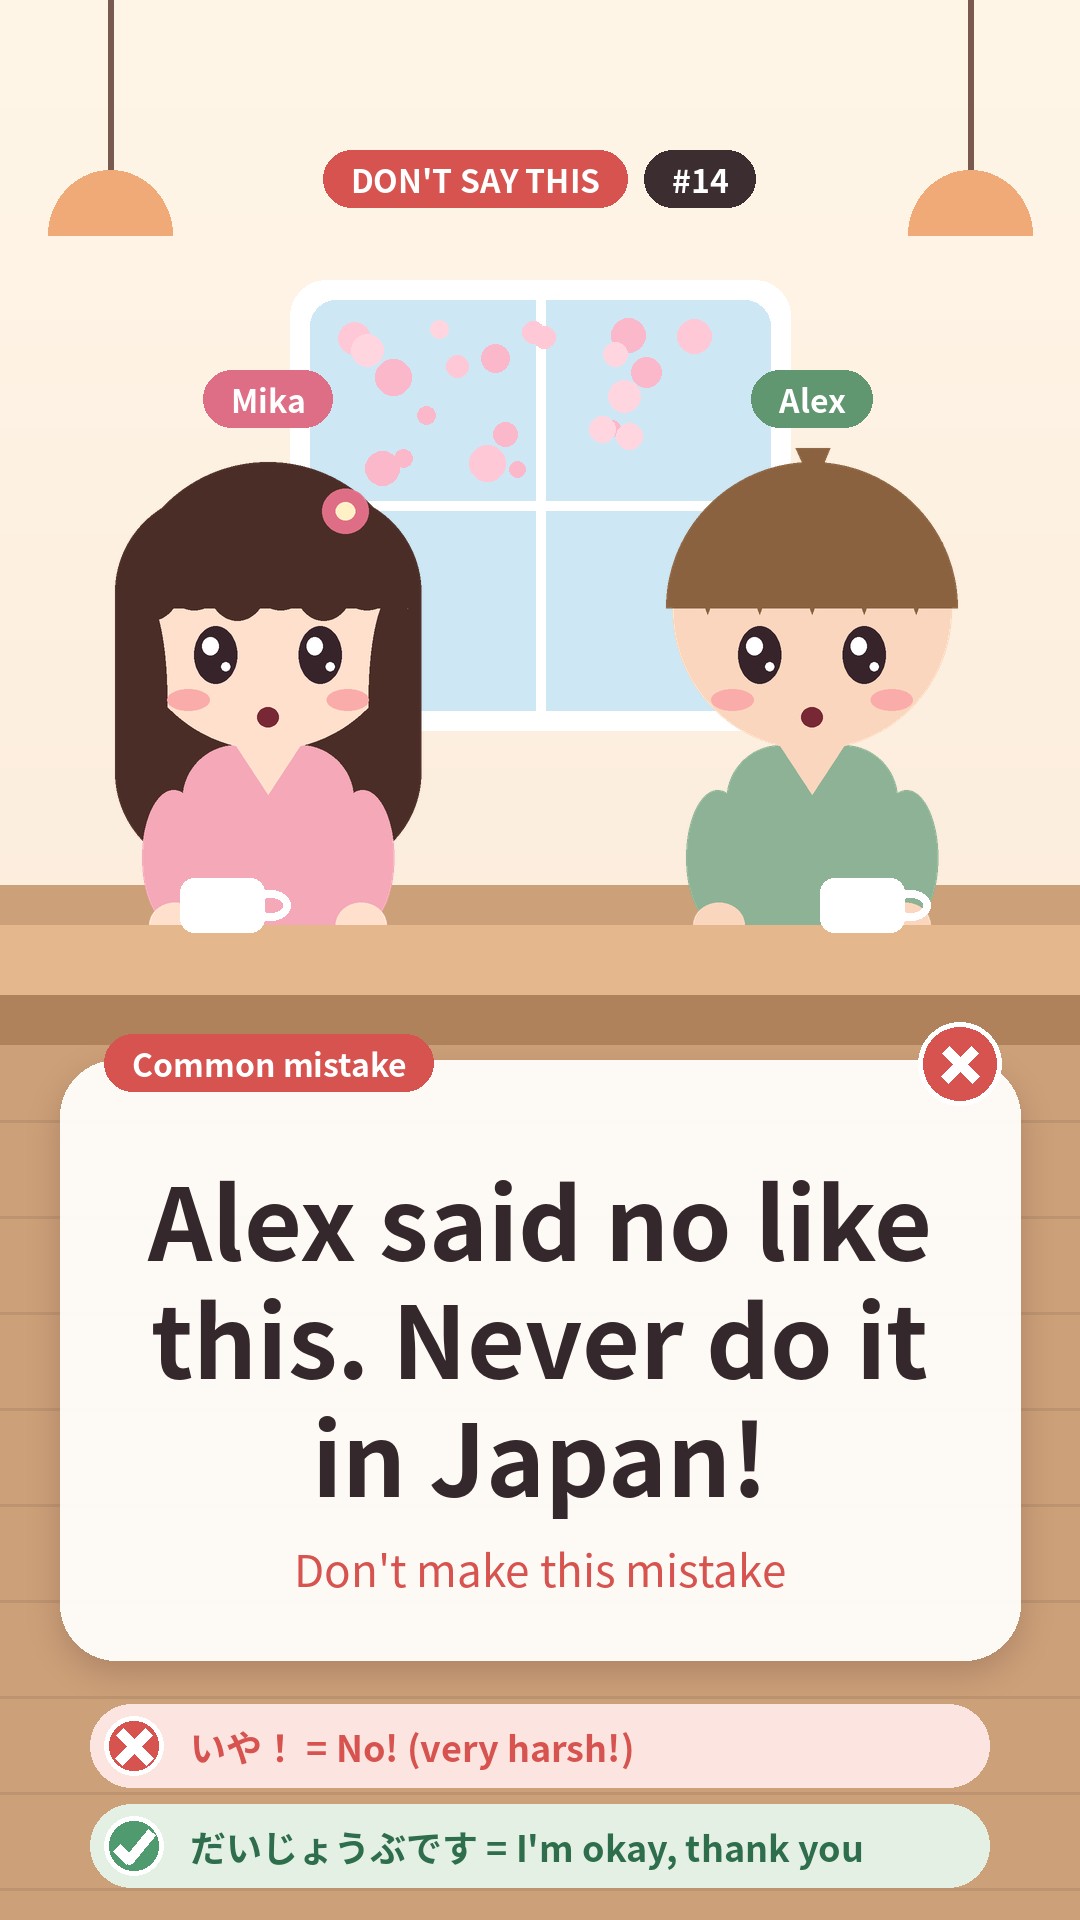 DON'T SAY THIS #14
Mika
Alex
Common mistake
Alex said no like
this. Never do it
in Japan!
Don't make this mistake
いや！ = No! (very harsh!)
だいじょうぶです = I'm okay, thank you